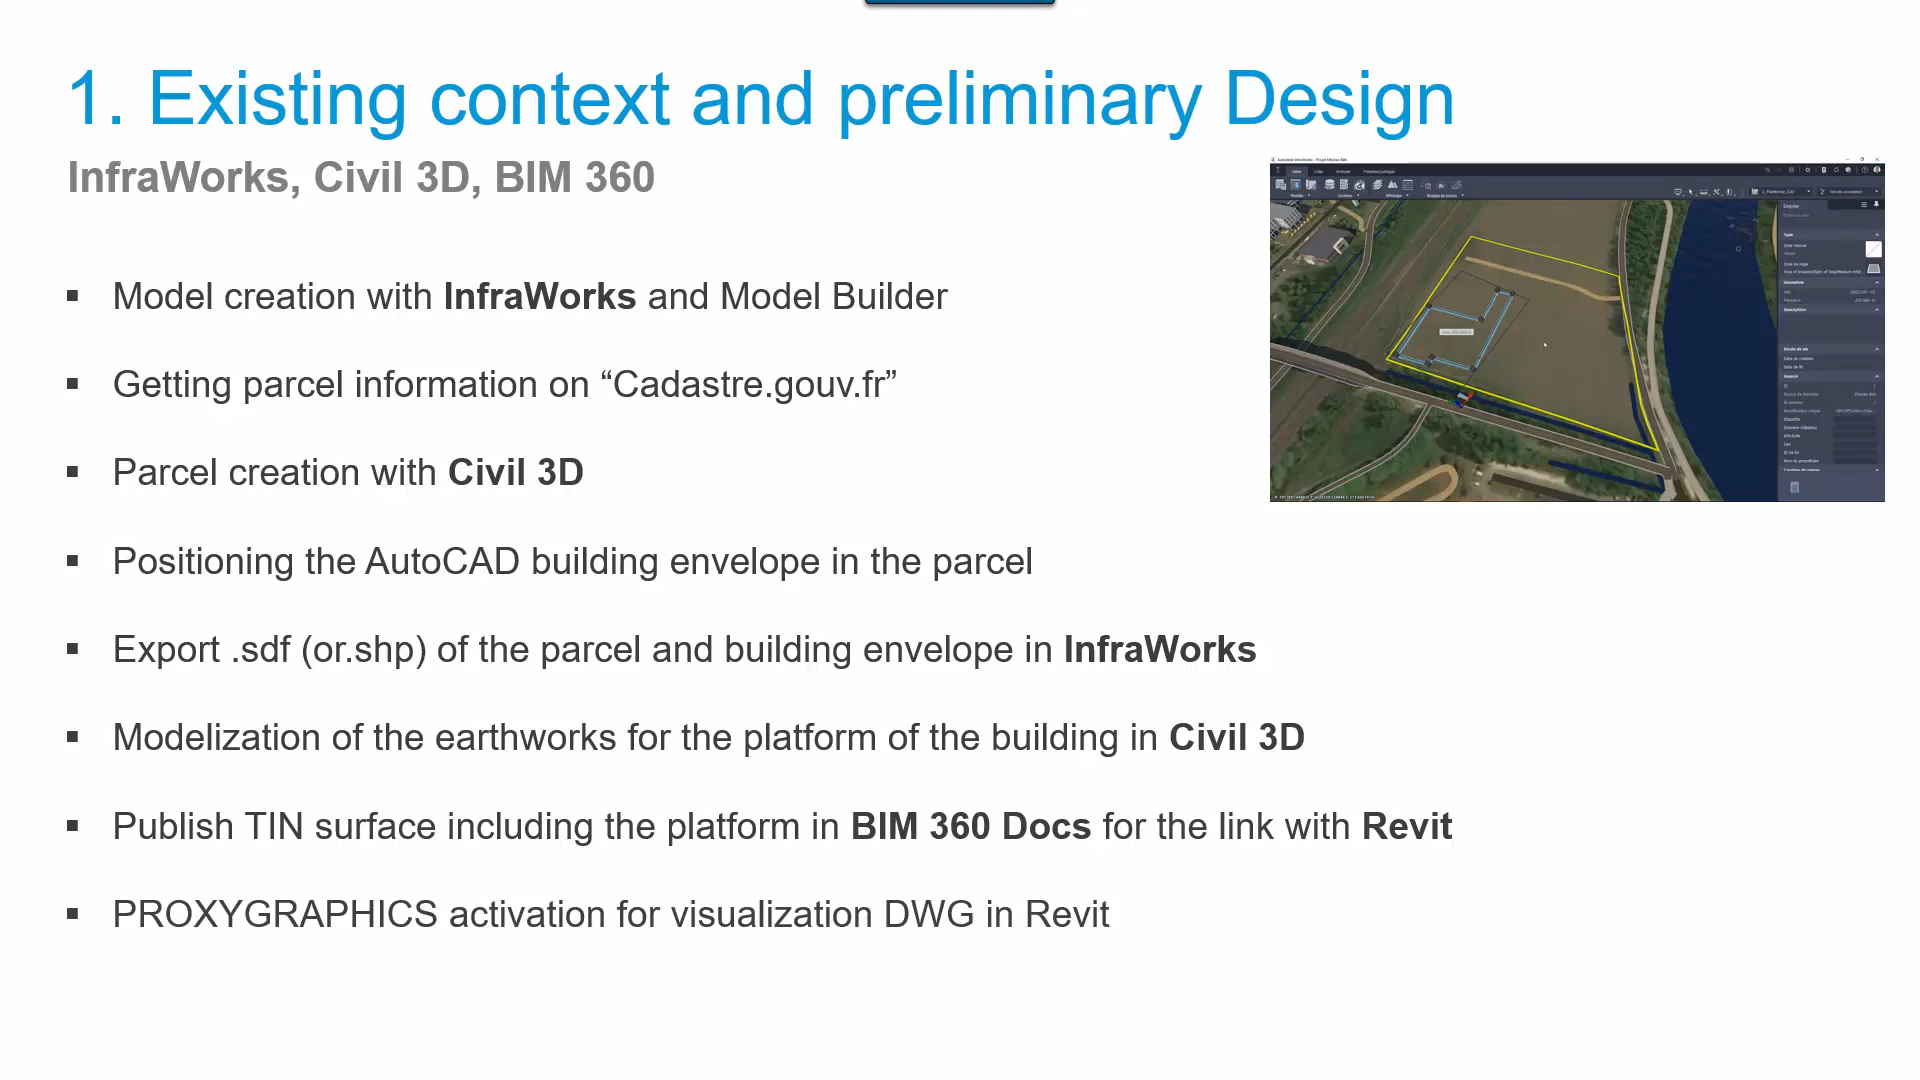 1. Existing context and preliminary Design
InfraWorks, Civil 3D, BIM 360
▪ Model creation with InfraWorks and Model Builder
▪ Getting parcel information on “Cadastre.gouv.fr”
▪ Parcel creation with Civil 3D
▪ Positioning the AutoCAD building envelope in the parcel
▪ Export .sdf (or.shp) of the parcel and building envelope in InfraWorks
▪ Modelization of the earthworks for the platform of the building in Civil 3D
▪ Publish TIN surface including the platform in BIM 360 Docs for the link with Revit
▪ PROXYGRAPHICS activation for visualization DWG in Revit
Emprise
Type
Description